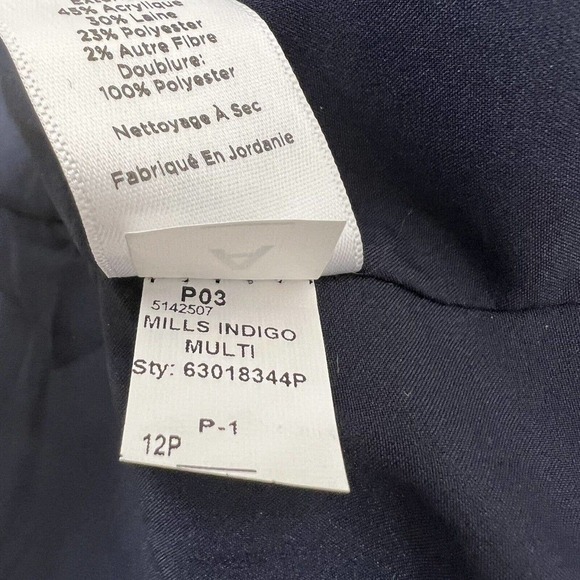 45% Acrylique
30% Laine
23% Polyester
2% Autre Fibre
Doublure:
100% Polyester
Nettoyage À Sec
Fabriqué En Jordanie
P03
5142507
MILLS INDIGO
MULTI
Sty: 63018344P
P-1
12P